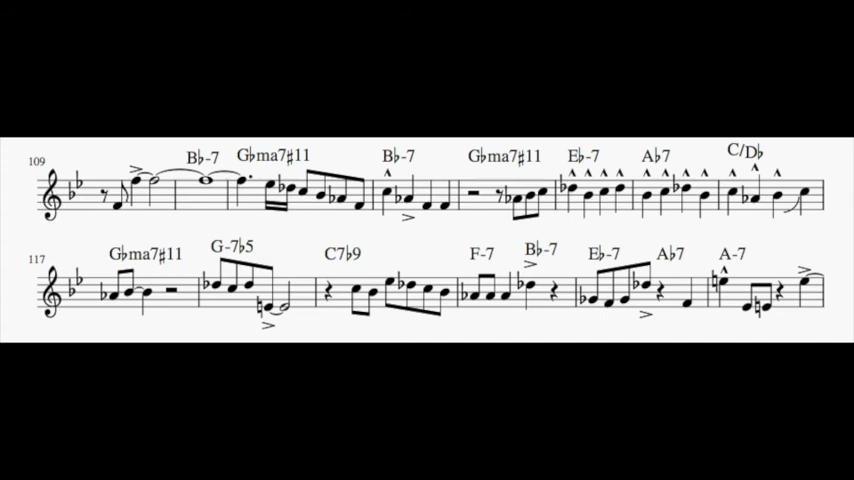 109 B♭-7 G♭ma7♯11 B♭-7 G♭ma7♯11 E♭-7 A♭7 C/D♭
117 G♭ma7♯11 G-7♭5 C7♭9 F-7 B♭-7 E♭-7 A♭7 A-7